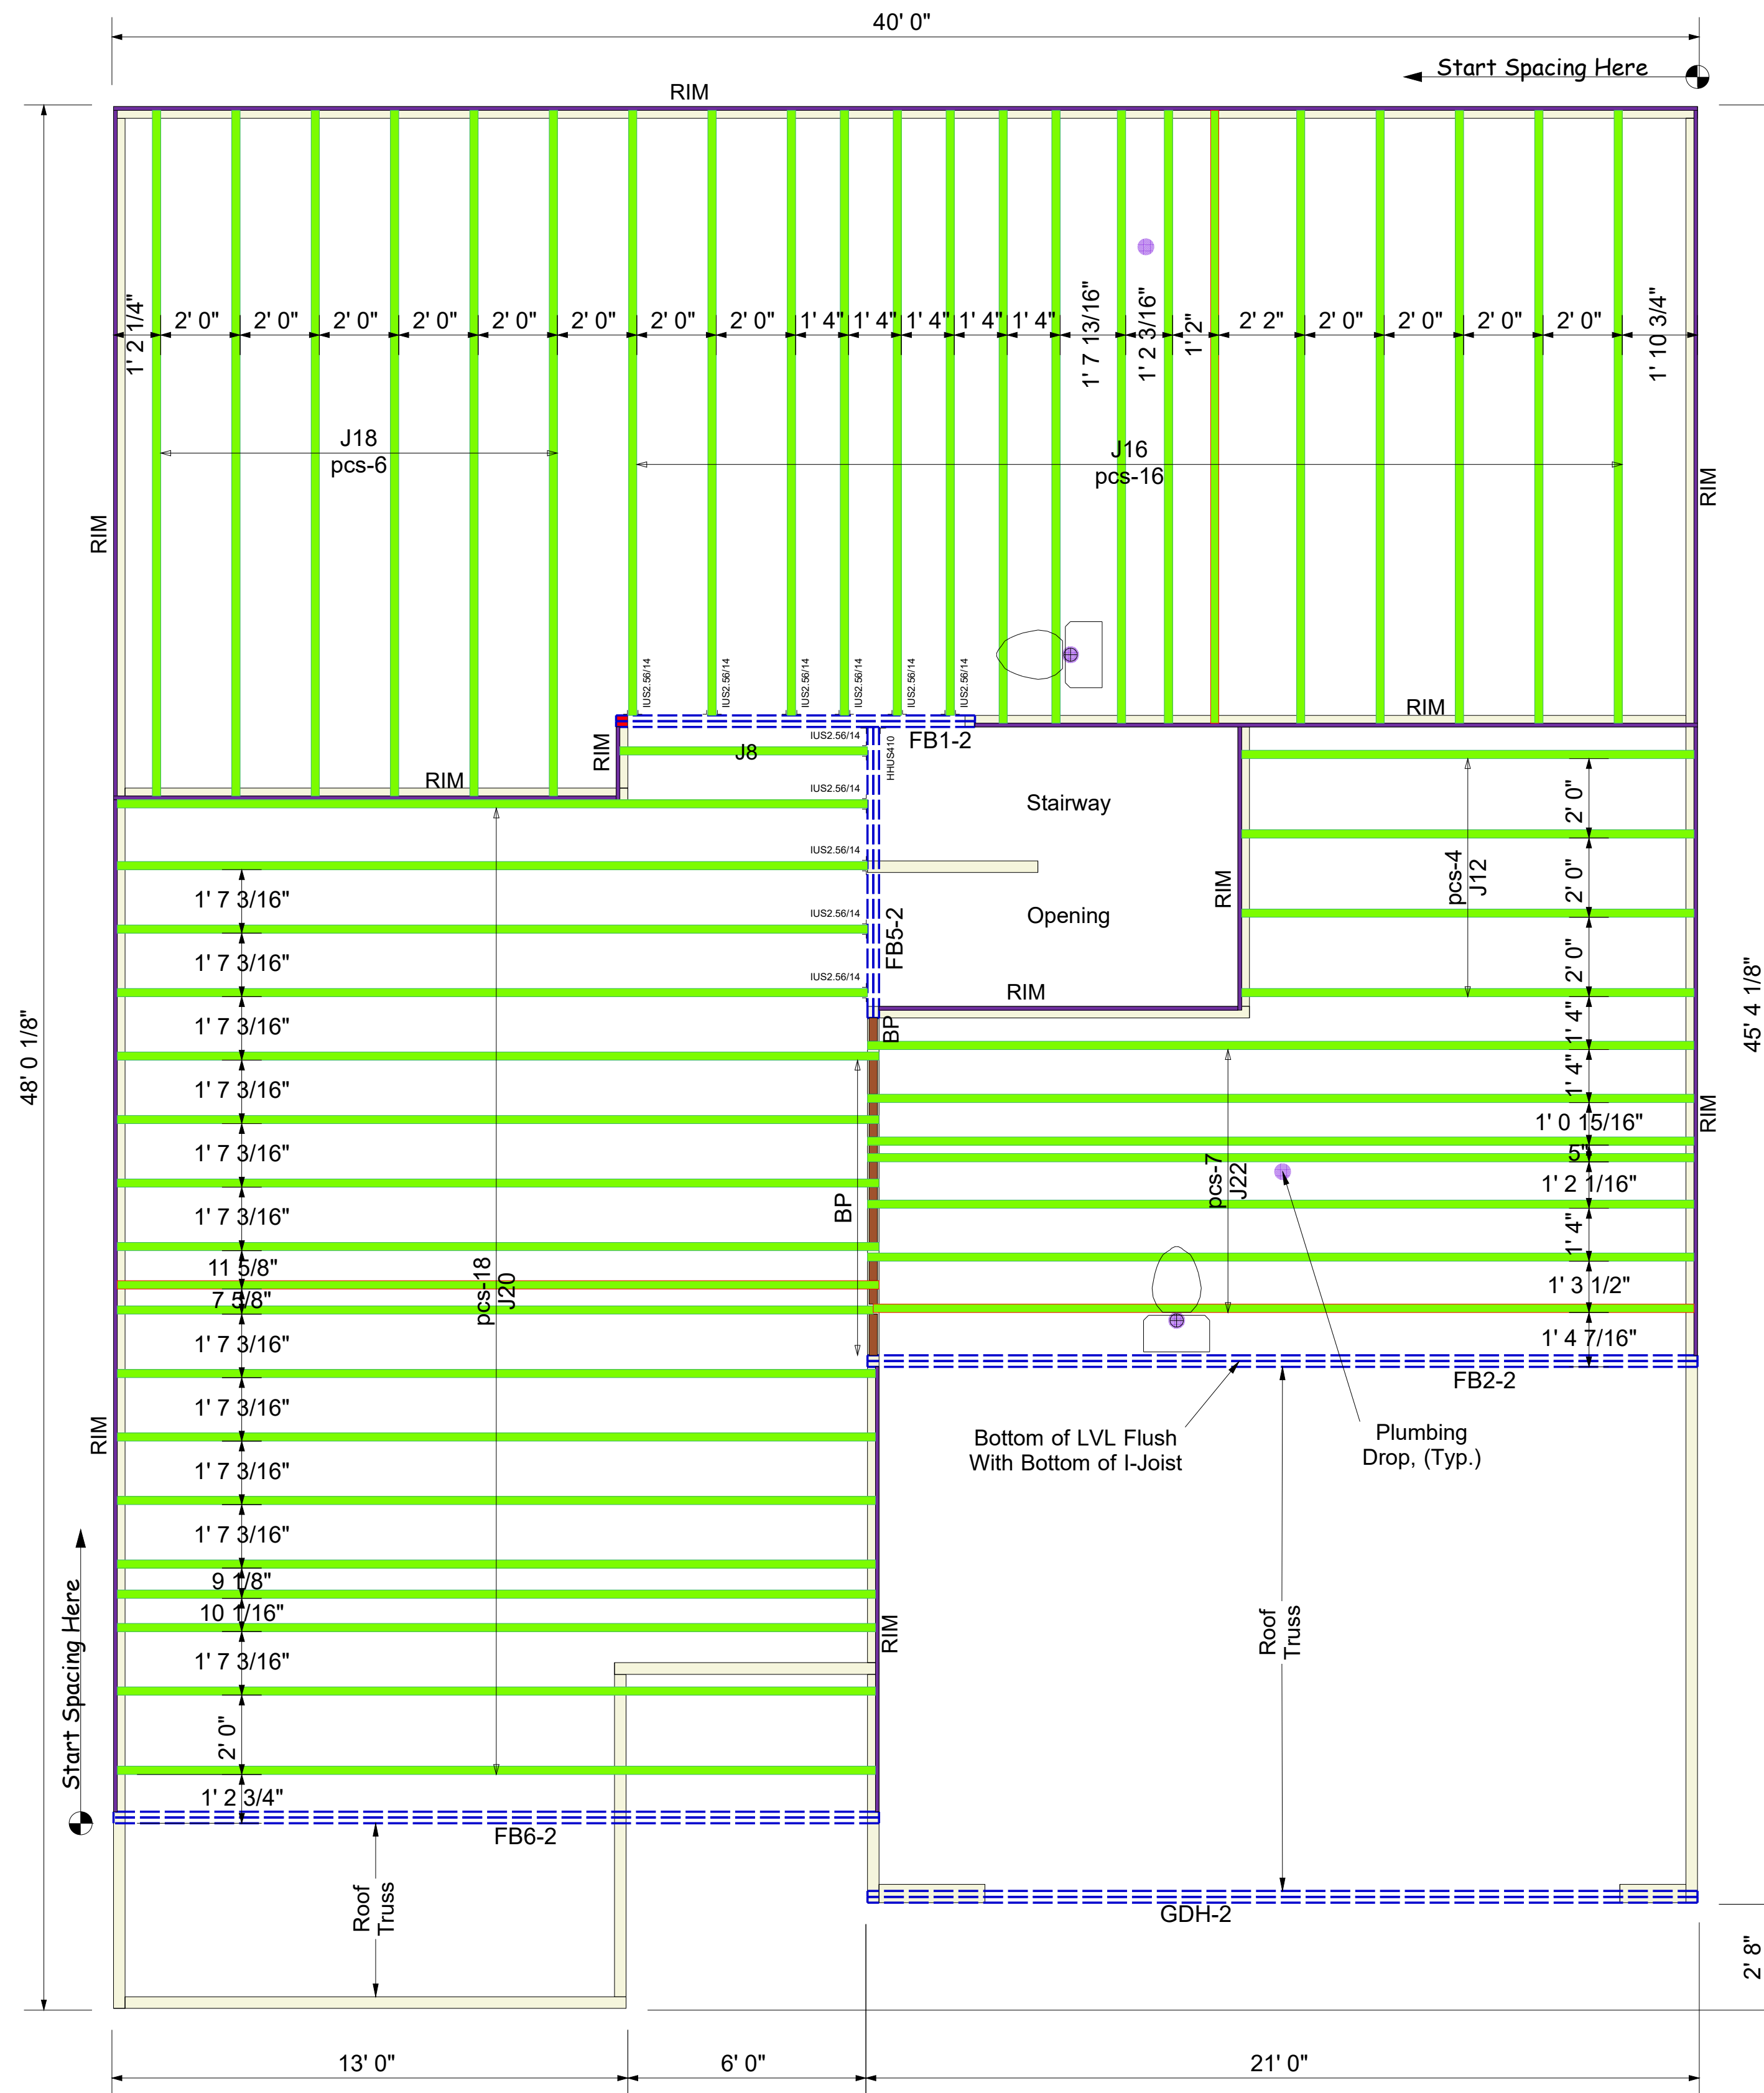 40' 0"
Start Spacing Here
RIM
1' 2 1/4"
2' 0"
2' 0"
2' 0"
2' 0"
2' 0"
2' 0"
2' 0"
2' 0"
1' 4"
1' 4"
1' 4"
1' 4"
1' 4"
1' 7 13/16"
1' 2 3/16"
1' 2"
2' 2"
2' 0"
2' 0"
2' 0"
2' 0"
1' 10 3/4"
J18
pcs-6
J16
pcs-16
RIM
RIM
IUS2.56/14
IUS2.56/14
IUS2.56/14
IUS2.56/14
IUS2.56/14
IUS2.56/14
RIM
RIM
RIM
J8
IUS2.56/14
HHUS410
FB1-2
IUS2.56/14
IUS2.56/14
IUS2.56/14
IUS2.56/14
FB5-2
Stairway
Opening
RIM
RIM
pcs-4
J12
2' 0"
2' 0"
2' 0"
1' 4"
1' 4"
1' 0 15/16"
5"
1' 2 1/16"
1' 4"
1' 3 1/2"
1' 4 7/16"
48' 0 1/8"
45' 4 1/8"
RIM
1' 7 3/16"
1' 7 3/16"
1' 7 3/16"
1' 7 3/16"
1' 7 3/16"
1' 7 3/16"
11 5/8"
7 5/8"
1' 7 3/16"
1' 7 3/16"
1' 7 3/16"
1' 7 3/16"
9 1/8"
10 1/16"
1' 7 3/16"
2' 0"
1' 2 3/4"
pcs-18
J20
BP
BP
pcs-7
J22
FB2-2
Bottom of LVL Flush
With Bottom of I-Joist
Plumbing
Drop, (Typ.)
RIM
RIM
Start Spacing Here
Roof
Truss
FB6-2
Roof
Truss
GDH-2
2' 8"
13' 0"
6' 0"
21' 0"